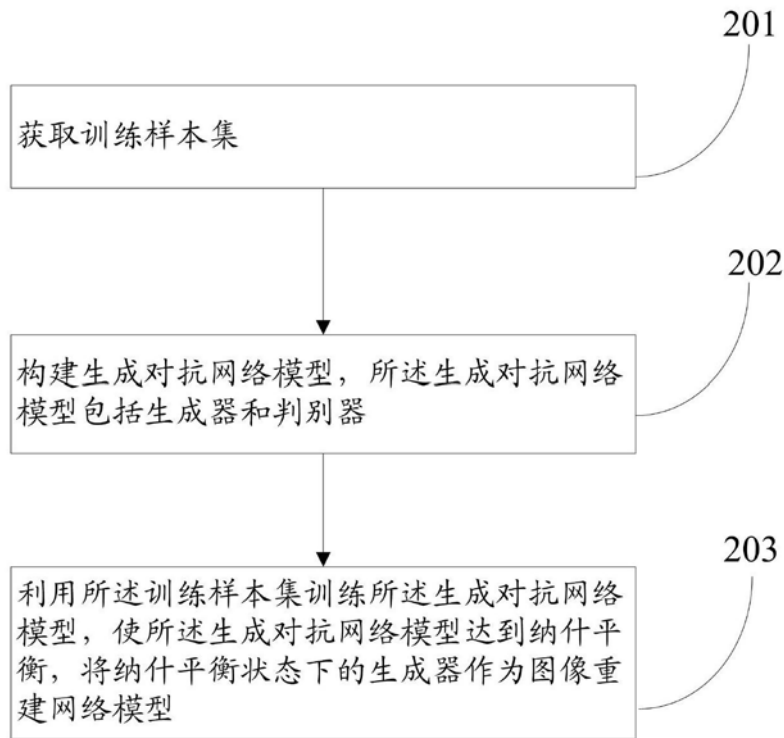 201
获取训练样本集
202
构建生成对抗网络模型，所述生成对抗网络
模型包括生成器和判别器
203
利用所述训练样本集训练所述生成对抗网络
模型，使所述生成对抗网络模型达到纳什平
衡，将纳什平衡状态下的生成器作为图像重
建网络模型